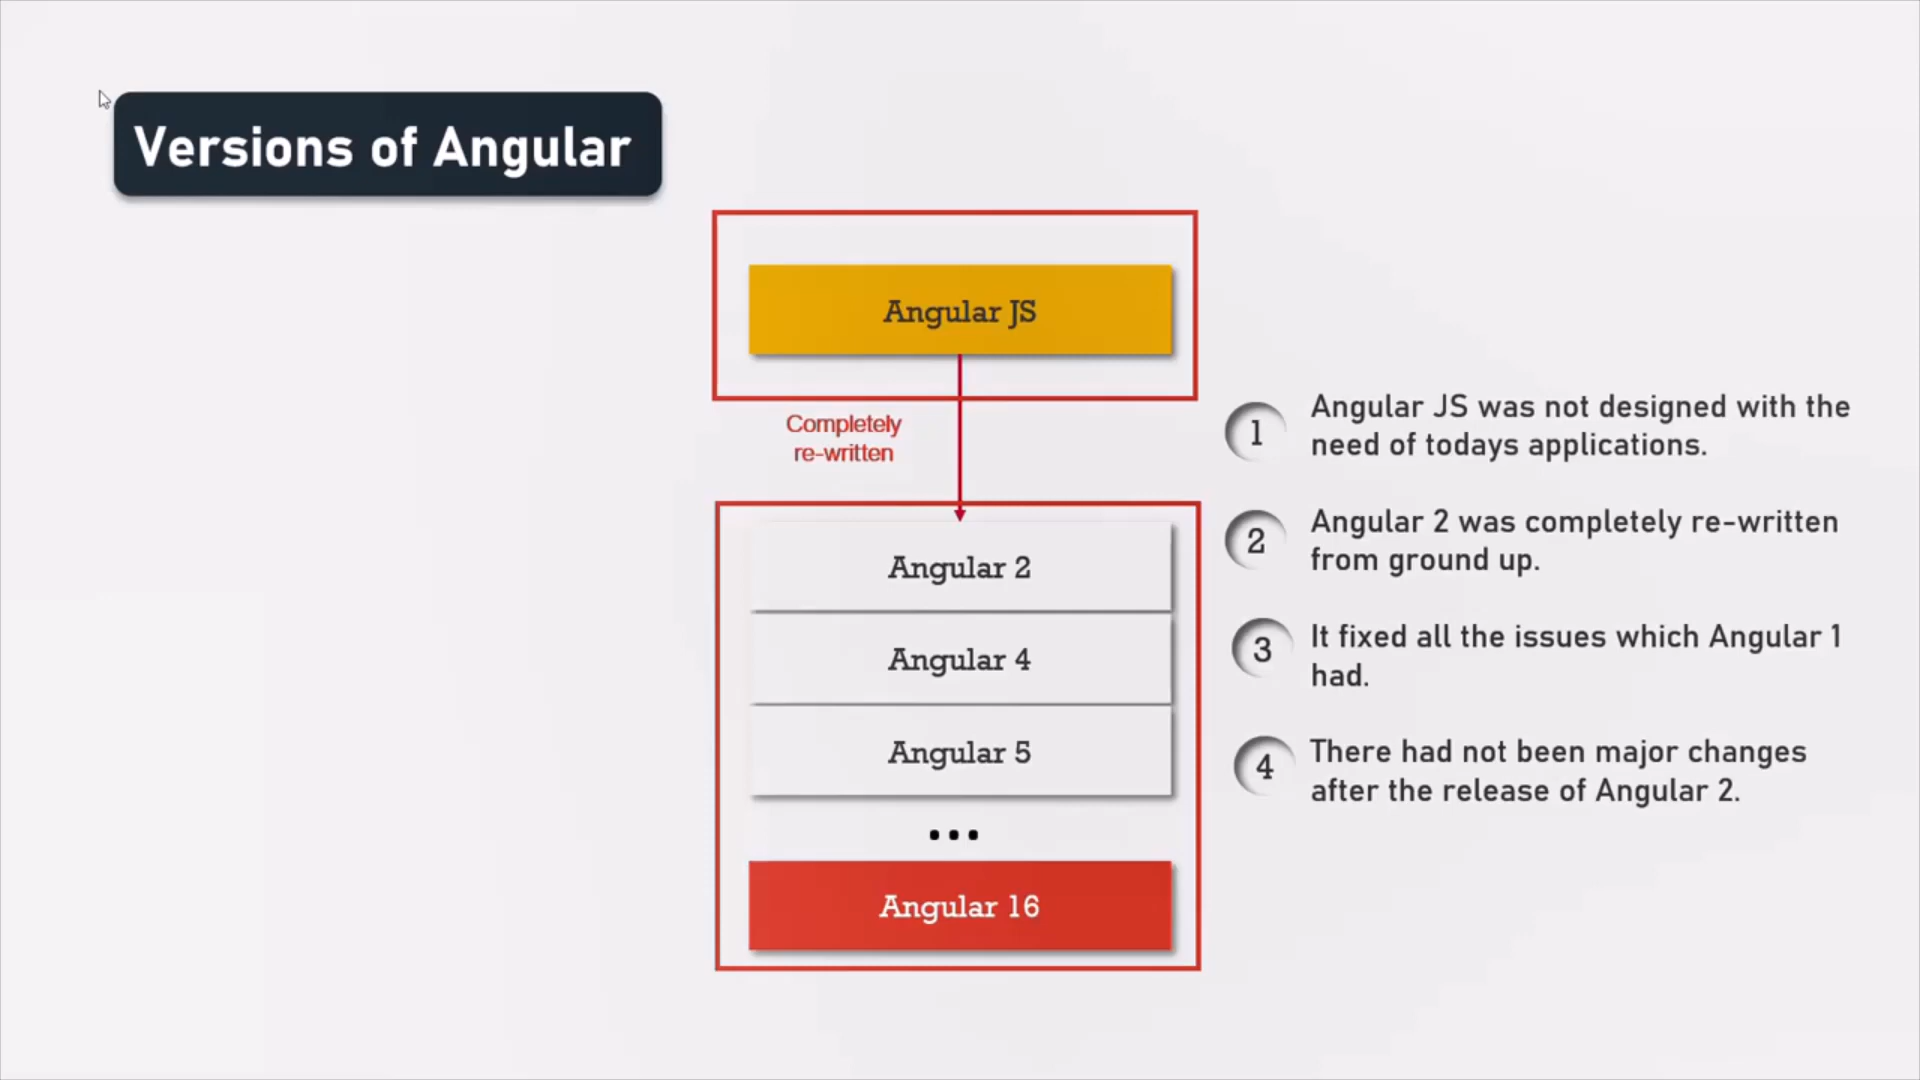 Versions of Angular
Angular JS
Completely
re-written
Angular 2
Angular 4
Angular 5
...
Angular 16
1
Angular JS was not designed with the
need of todays applications.
2
Angular 2 was completely re-written
from ground up.
3
It fixed all the issues which Angular 1
had.
4
There had not been major changes
after the release of Angular 2.